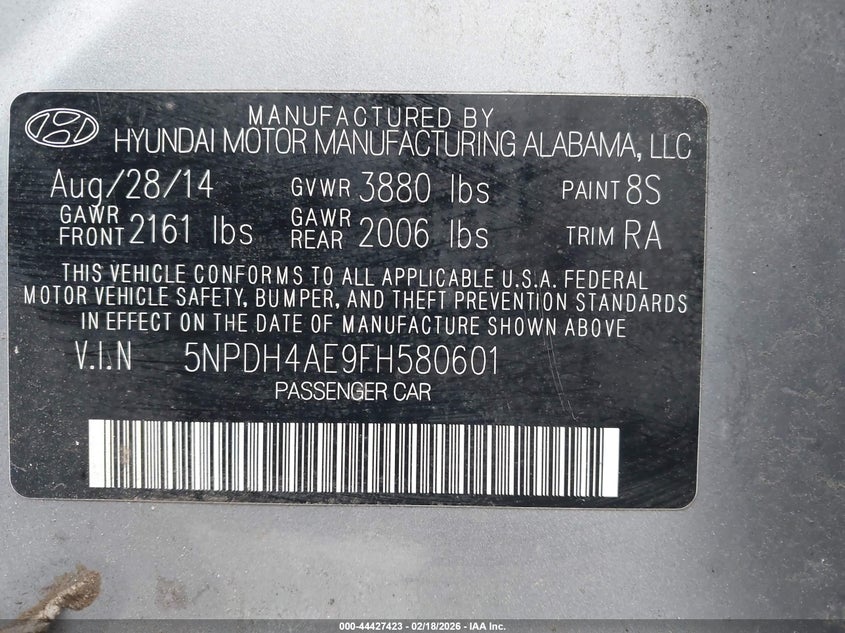 MANUFACTURED BY
HYUNDAI MOTOR MANUFACTURING ALABAMA, LLC
Aug/28/14 GVWR 3880 lbs PAINT 8S
GAWR FRONT 2161 lbs GAWR REAR 2006 lbs TRIM RA
THIS VEHICLE CONFORMS TO ALL APPLICABLE U.S.A. FEDERAL
MOTOR VEHICLE SAFETY, BUMPER, AND THEFT PREVENTION STANDARDS
IN EFFECT ON THE DATE OF MANUFACTURE SHOWN ABOVE
V.I.N 5NPDH4AE9FH580601
PASSENGER CAR
000-44427423 - 02/18/2026 - IAA Inc.